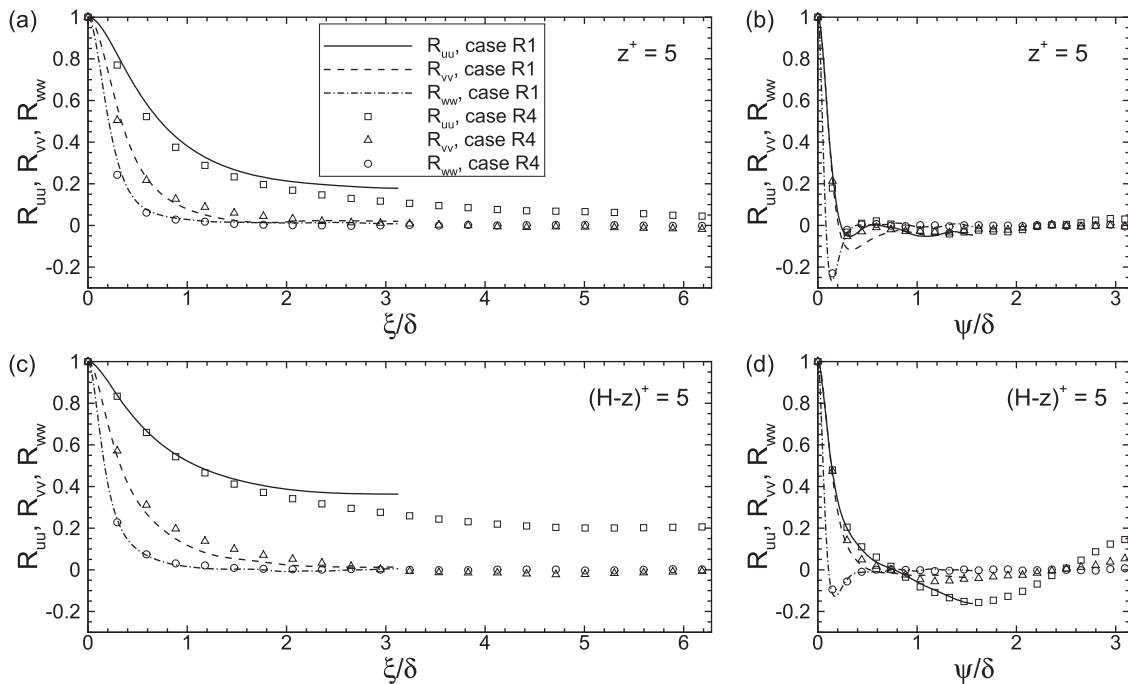 (a)
R_uu, R_vv, R_ww
1
0.8
0.6
0.4
0.2
0
-0.2
0 1 2 3 4 5 6
ξ/δ
R_uu, case R1
R_vv, case R1
R_ww, case R1
R_uu, case R4
R_vv, case R4
R_ww, case R4
z⁺ = 5
(b)
R_uu, R_vv, R_ww
1
0.8
0.6
0.4
0.2
0
-0.2
0 1 2 3
ψ/δ
z⁺ = 5
(c)
R_uu, R_vv, R_ww
1
0.8
0.6
0.4
0.2
0
-0.2
0 1 2 3 4 5 6
ξ/δ
(H-z)⁺ = 5
(d)
R_uu, R_vv, R_ww
1
0.8
0.6
0.4
0.2
0
-0.2
0 1 2 3
ψ/δ
(H-z)⁺ = 5